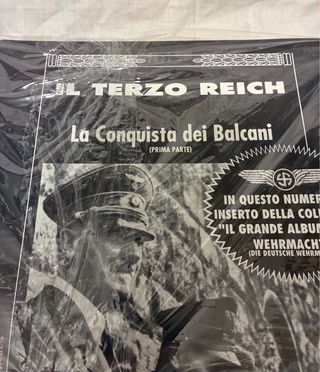 IL TERZO REICH
La Conquista dei Balcani
(PRIMA PARTE)
IN QUESTO NUMER
INSERTO DELLA COL
"IL GRANDE ALBUM
WEHRMACHT
(DIE DEUTSCHE WEHRM